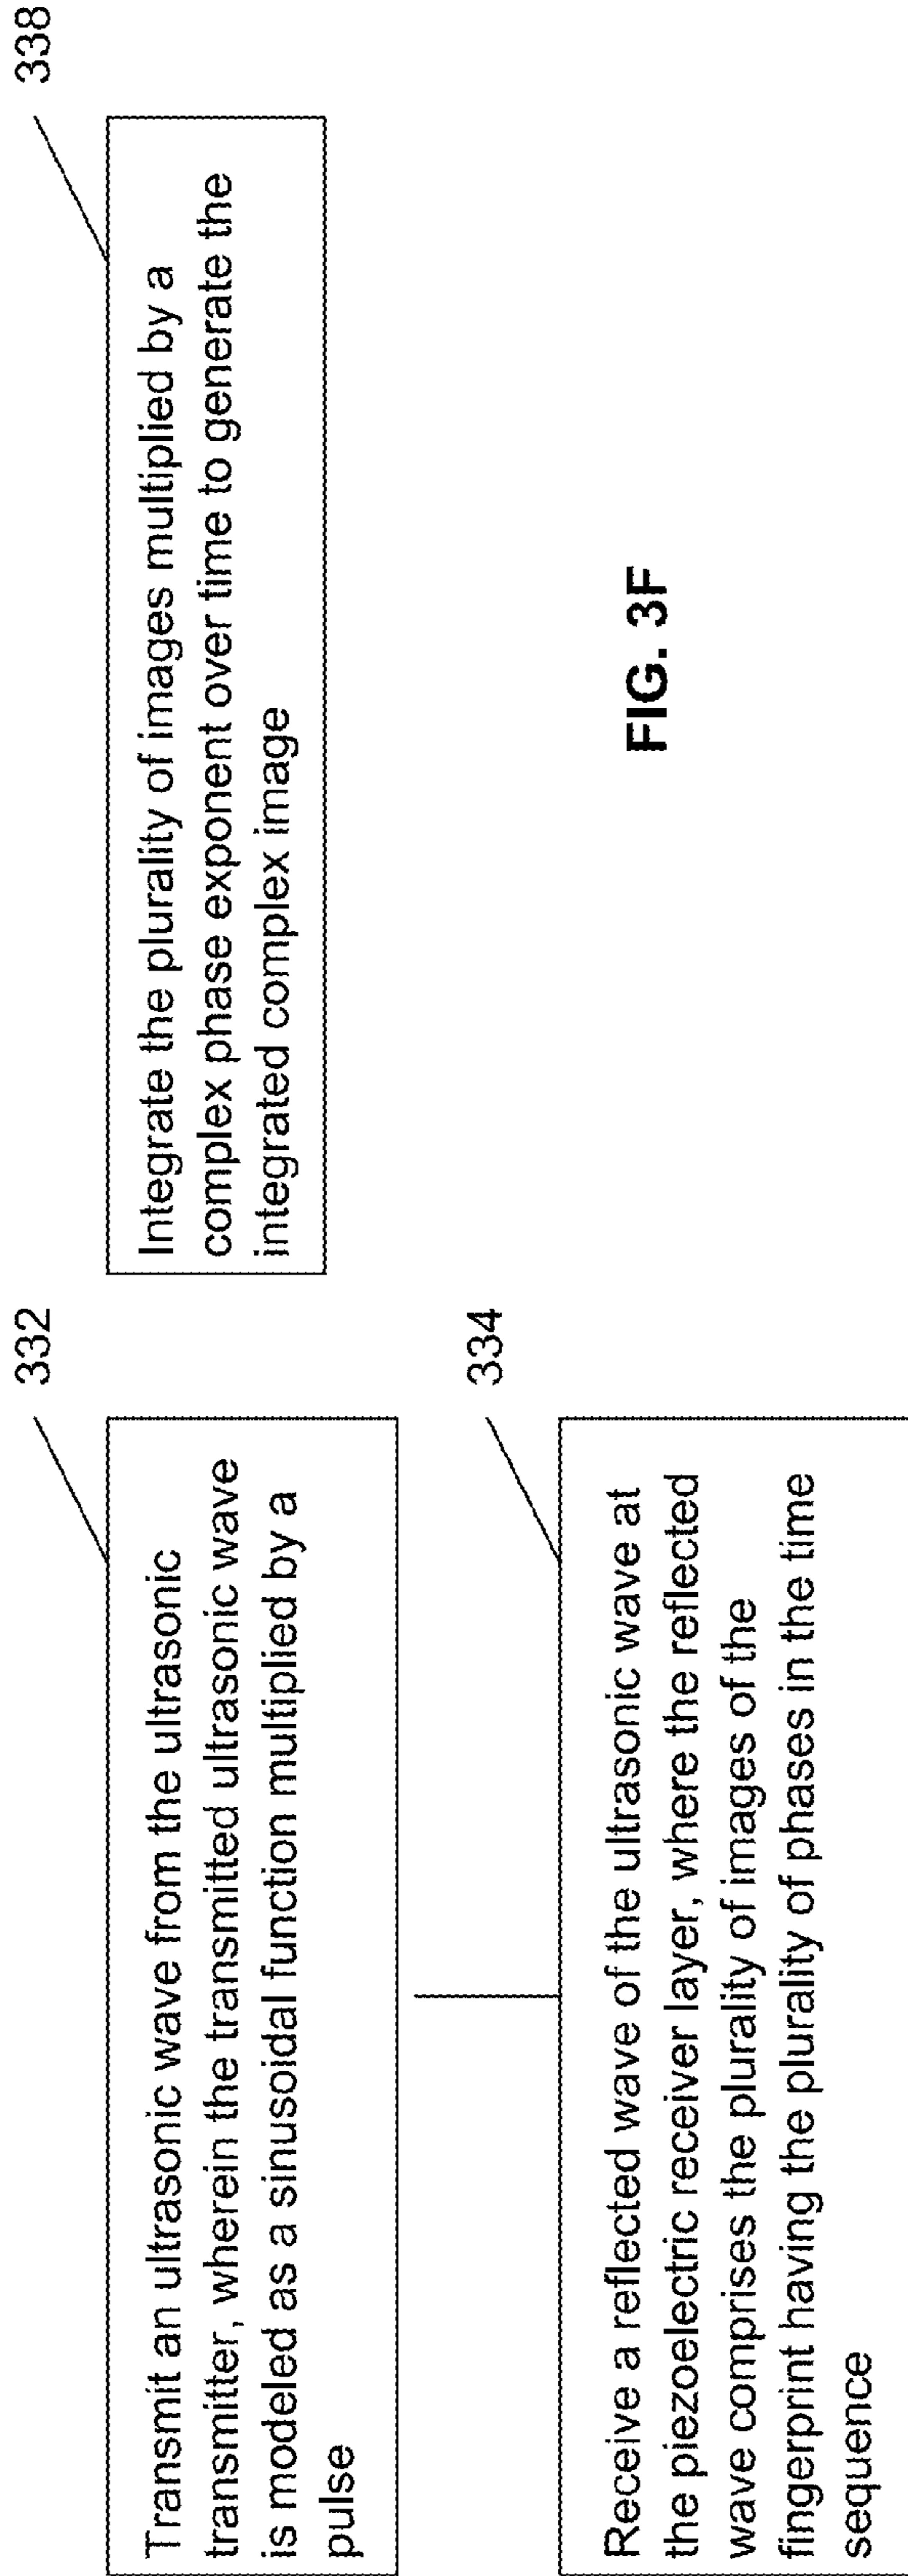 332
Transmit an ultrasonic wave from the ultrasonic
transmitter, wherein the transmitted ultrasonic wave
is modeled as a sinusoidal function multiplied by a
pulse
334
Receive a reflected wave of the ultrasonic wave at
the piezoelectric receiver layer, where the reflected
wave comprises the plurality of images of the
fingerprint having the plurality of phases in the time
sequence
338
Integrate the plurality of images multiplied by a
complex phase exponent over time to generate the
integrated complex image
FIG. 3F